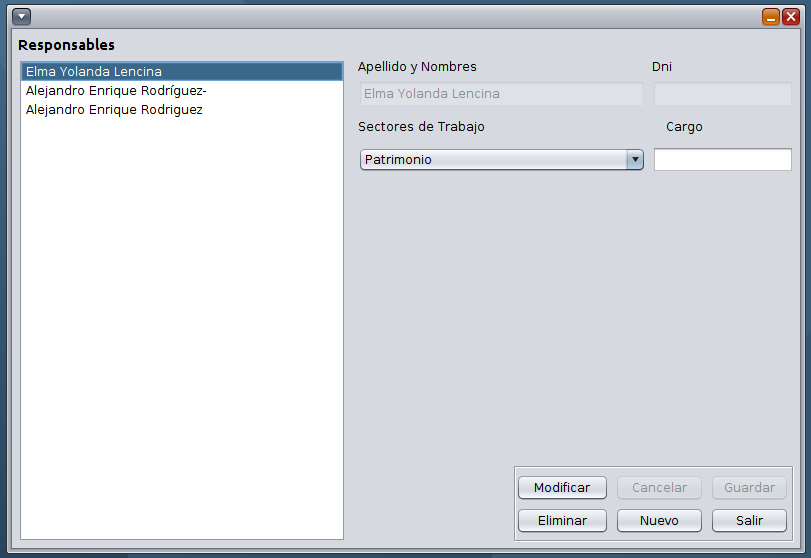 Responsables
Elma Yolanda Lencina
Alejandro Enrique Rodríguez-
Alejandro Enrique Rodriguez
Apellido y Nombres Dni
Elma Yolanda Lencina
Sectores de Trabajo Cargo
Patrimonio
Modificar Cancelar Guardar
Eliminar Nuevo Salir